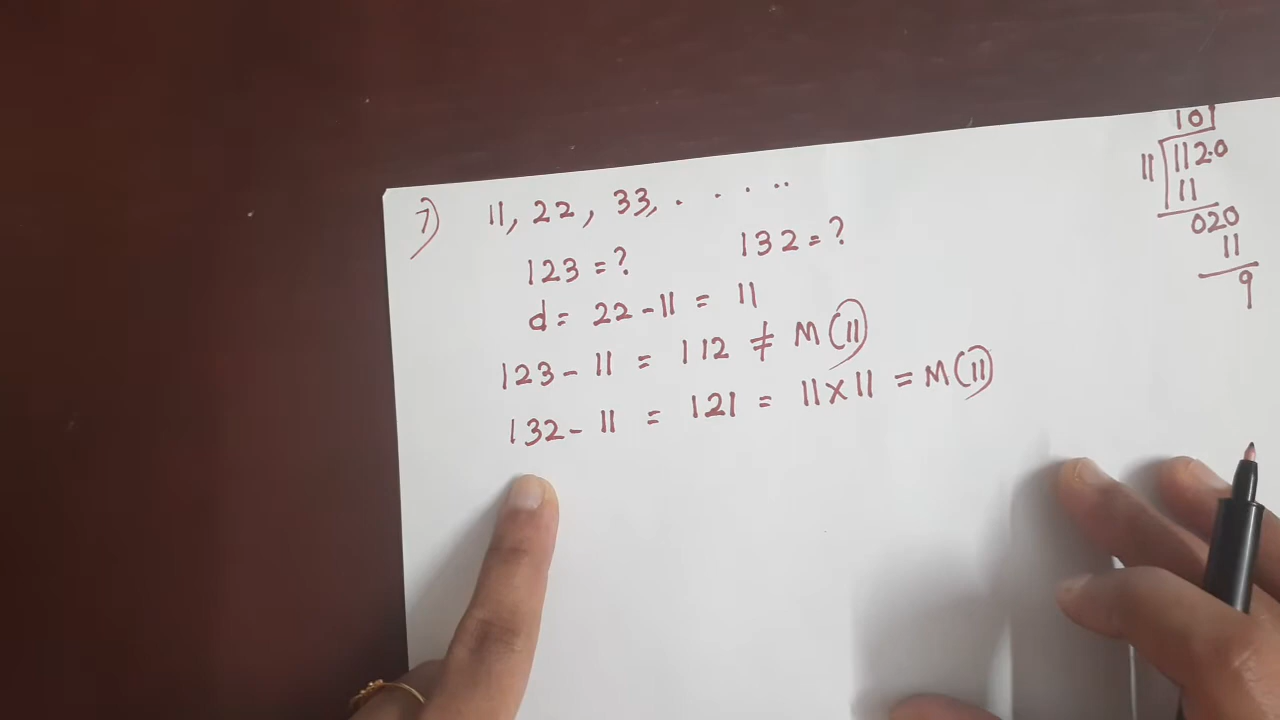 7) 11, 22, 33, . . . . .
123 = ? 132 = ?
d = 22 - 11 = 11
123 - 11 = 112 ≠ M(11)
132 - 11 = 121 = 11 x 11 = M(11)
101
11 112.0
11
020
11
9